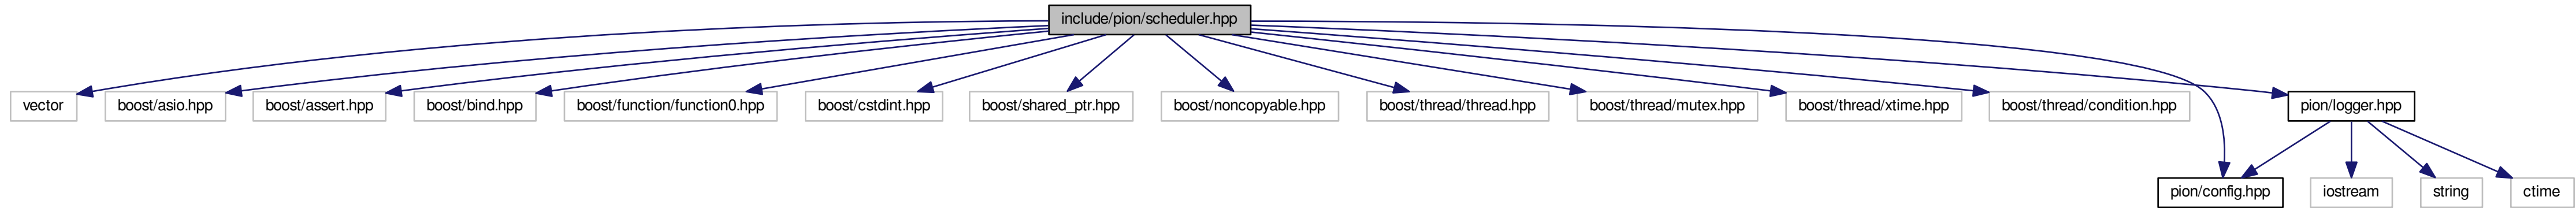 include/pion/scheduler.hpp
vector
boost/asio.hpp
boost/assert.hpp
boost/bind.hpp
boost/function/function0.hpp
boost/cstdint.hpp
boost/shared_ptr.hpp
boost/noncopyable.hpp
boost/thread/thread.hpp
boost/thread/mutex.hpp
boost/thread/xtime.hpp
boost/thread/condition.hpp
pion/logger.hpp
pion/config.hpp
iostream
string
ctime